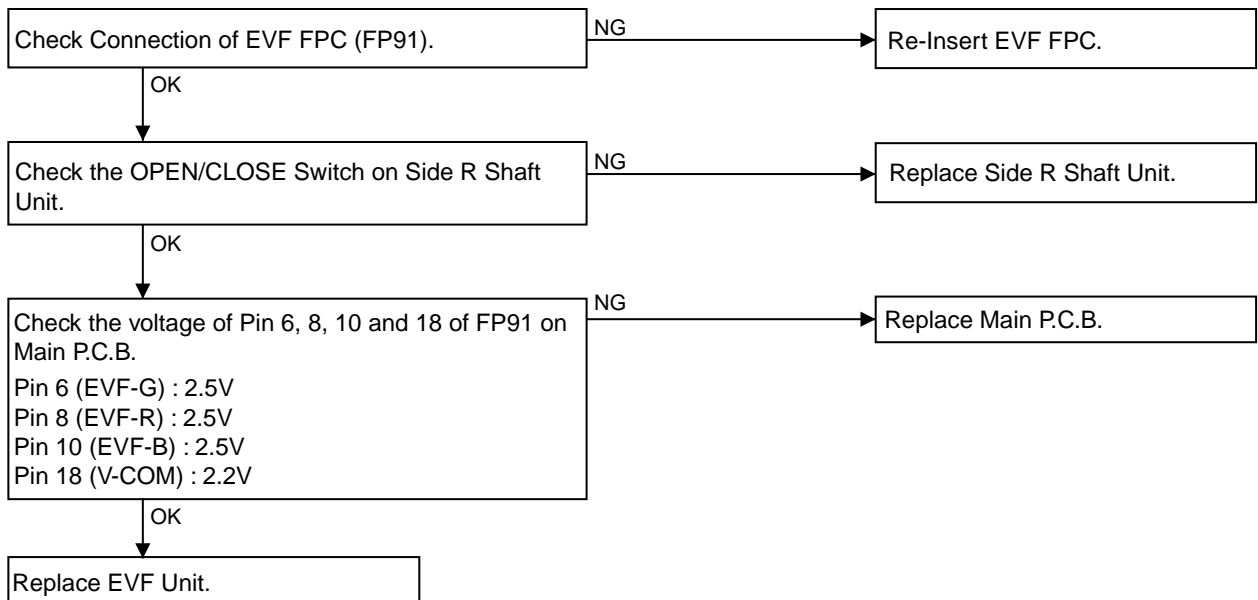 Check Connection of EVF FPC (FP91).
NG
Re-Insert EVF FPC.
OK
Check the OPEN/CLOSE Switch on Side R Shaft
Unit.
NG
Replace Side R Shaft Unit.
OK
Check the voltage of Pin 6, 8, 10 and 18 of FP91 on
Main P.C.B.
Pin 6 (EVF-G) : 2.5V
Pin 8 (EVF-R) : 2.5V
Pin 10 (EVF-B) : 2.5V
Pin 18 (V-COM) : 2.2V
NG
Replace Main P.C.B.
OK
Replace EVF Unit.